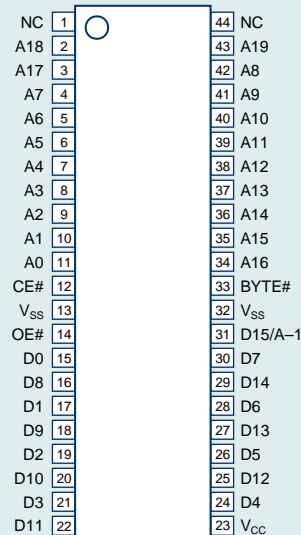 NC 1 44 NC
A18 2 43 A19
A17 3 42 A8
A7 4 41 A9
A6 5 40 A10
A5 6 39 A11
A4 7 38 A12
A3 8 37 A13
A2 9 36 A14
A1 10 35 A15
A0 11 34 A16
CE# 12 33 BYTE#
VSS 13 32 VSS
OE# 14 31 D15/A–1
D0 15 30 D7
D8 16 29 D14
D1 17 28 D6
D9 18 27 D13
D2 19 26 D5
D10 20 25 D12
D3 21 24 D4
D11 22 23 VCC